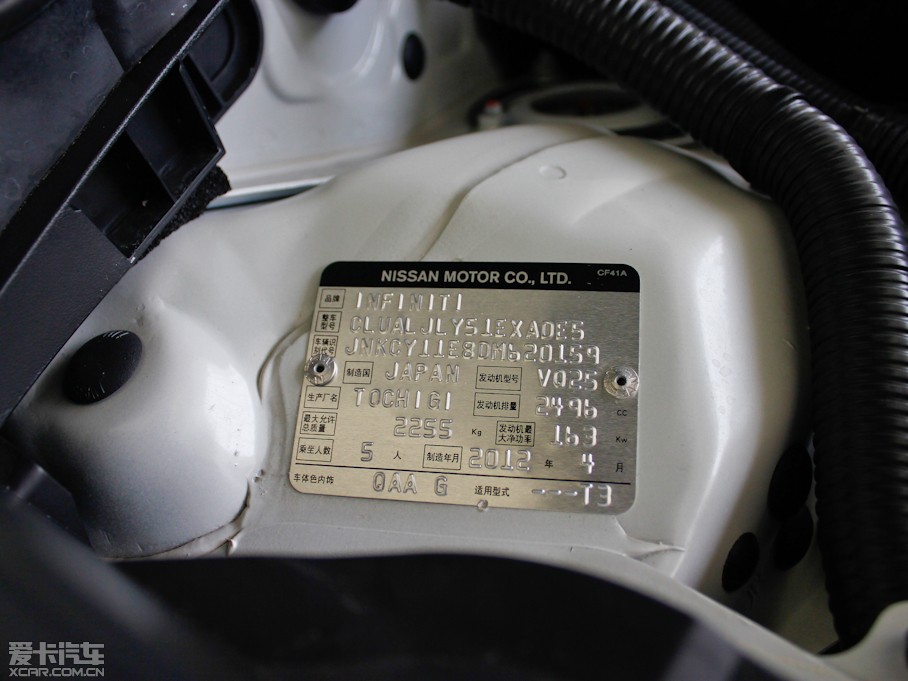 NISSAN MOTOR CO., LTD. CF41A
品牌 INFINITI
整车型号 CLUALJLY51EXA0E5
车辆识别代号 JNKCY11E8DM620159
制造国 JAPAN 发动机型号 VQ25
生产厂名 TOCHIGI 发动机排量 2496 CC
最大允许总质量 2255 Kg 发动机最大净功率 163 Kw
乘坐人数 5 人 制造年月 2012 年 4 月
车体色内饰 QAA G 适用型式 ---T3
爱卡汽车
XCAR.COM.CN